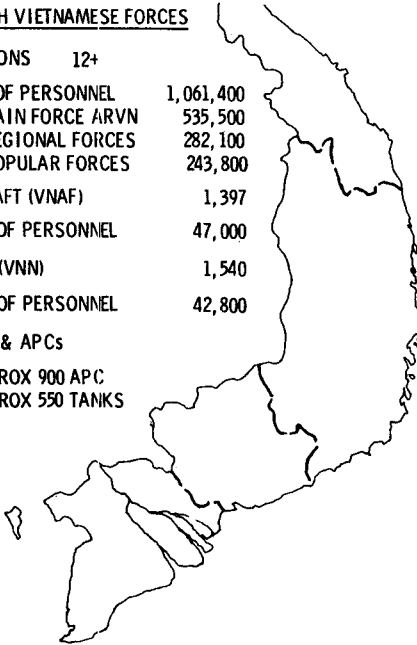 H VIETNAMESE FORCES
ONS 12+
OF PERSONNEL 1,061,400
AIN FORCE ARVN 535,500
EGIONAL FORCES 282,100
OPULAR FORCES 243,800
AFT (VNAF) 1,397
OF PERSONNEL 47,000
(VNN) 1,540
OF PERSONNEL 42,800
& APCs
ROX 900 APC
ROX 550 TANKS